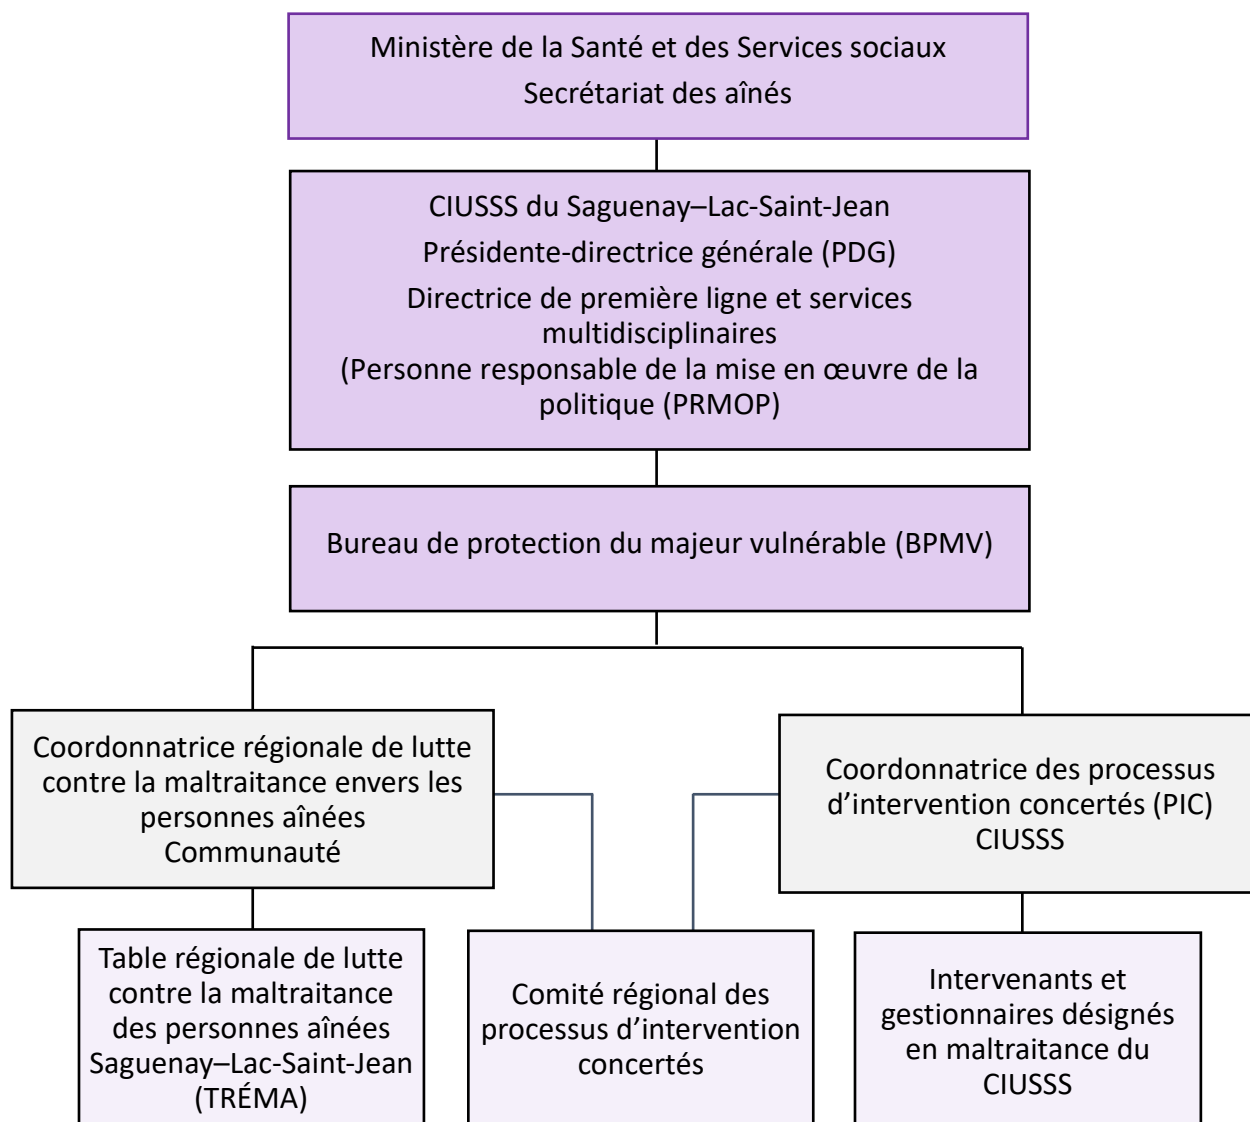 Ministère de la Santé et des Services sociaux
Secrétariat des aînés
CIUSSS du Saguenay–Lac-Saint-Jean
Présidente-directrice générale (PDG)
Directrice de première ligne et services
multidisciplinaires
(Personne responsable de la mise en œuvre de la
politique (PRMOP)
Bureau de protection du majeur vulnérable (BPMV)
Coordonnatrice régionale de lutte
contre la maltraitance envers les
personnes aînées
Communauté
Coordonnatrice des processus
d’intervention concertés (PIC)
CIUSSS
Table régionale de lutte
contre la maltraitance
des personnes aînées
Saguenay–Lac-Saint-Jean
(TRÉMA)
Comité régional des
processus d’intervention
concertés
Intervenants et
gestionnaires désignés
en maltraitance du
CIUSSS